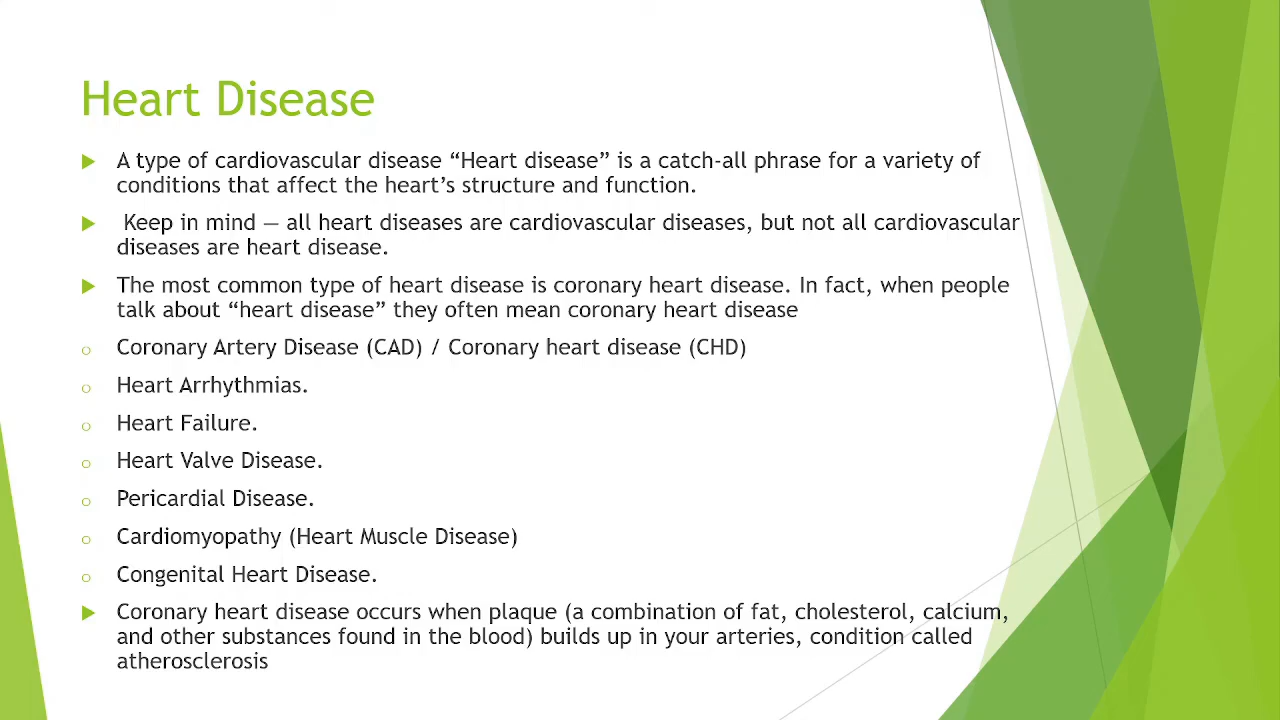 Heart Disease
A type of cardiovascular disease “Heart disease” is a catch-all phrase for a variety of
conditions that affect the heart’s structure and function.
Keep in mind — all heart diseases are cardiovascular diseases, but not all cardiovascular
diseases are heart disease.
The most common type of heart disease is coronary heart disease. In fact, when people
talk about “heart disease” they often mean coronary heart disease
Coronary Artery Disease (CAD) / Coronary heart disease (CHD)
Heart Arrhythmias.
Heart Failure.
Heart Valve Disease.
Pericardial Disease.
Cardiomyopathy (Heart Muscle Disease)
Congenital Heart Disease.
Coronary heart disease occurs when plaque (a combination of fat, cholesterol, calcium,
and other substances found in the blood) builds up in your arteries, condition called
atherosclerosis